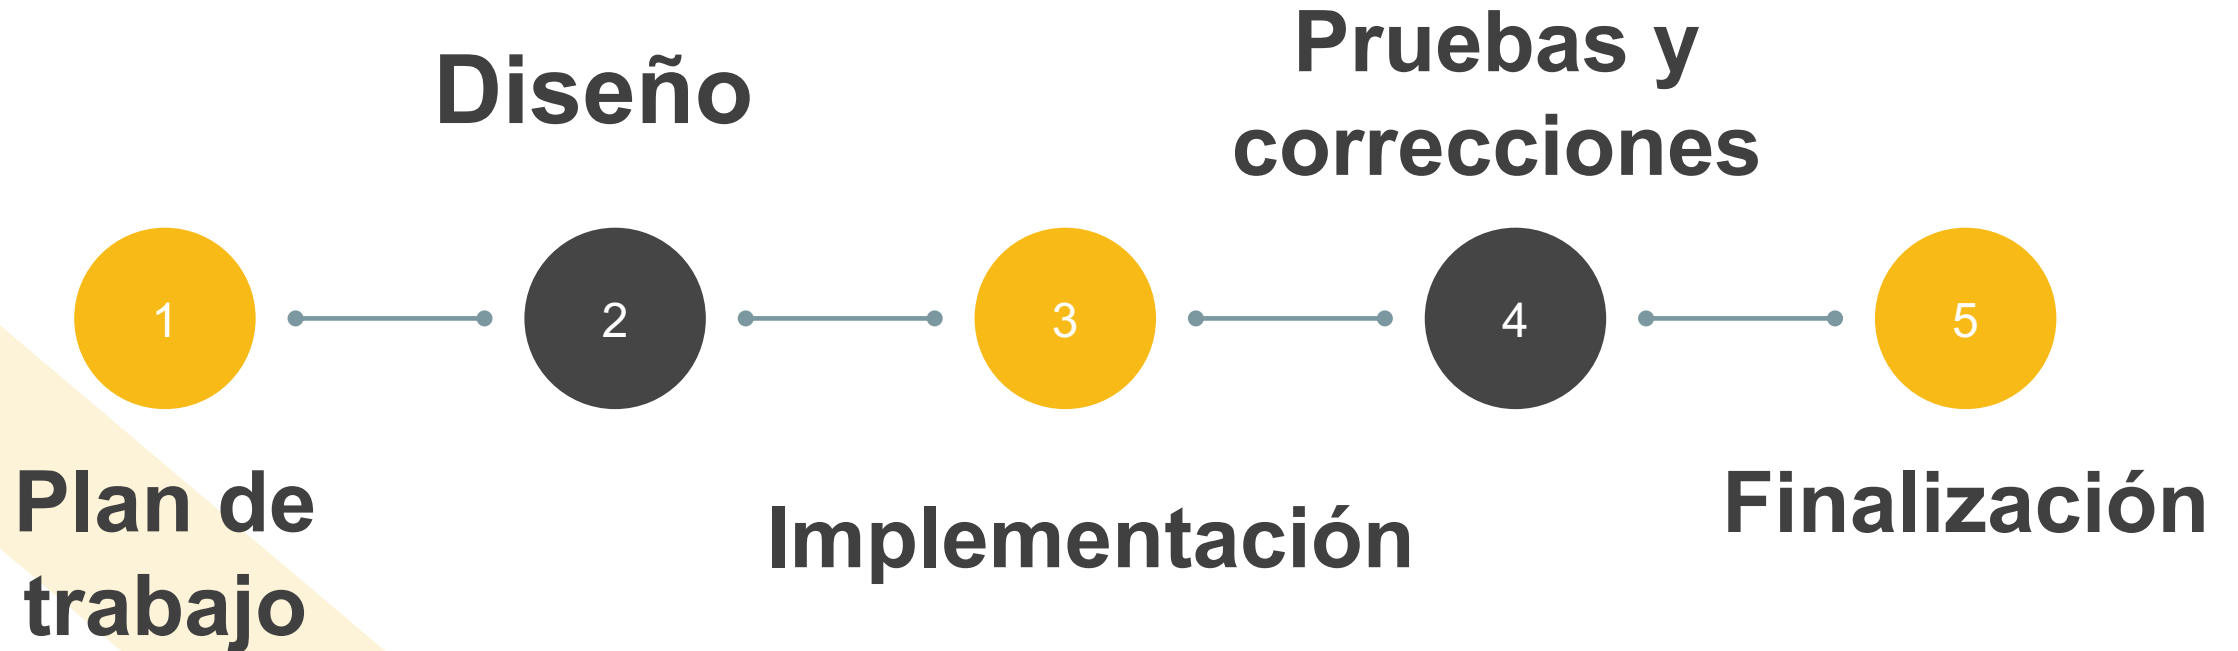 Pruebas y
correcciones
Diseño
1
2
3
4
5
Plan de
trabajo
Implementación
Finalización